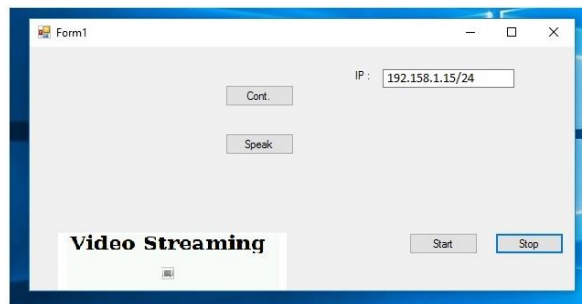 Form1
IP :
192.158.1.15/24
Cont.
Speak
Video Streaming
Start
Stop